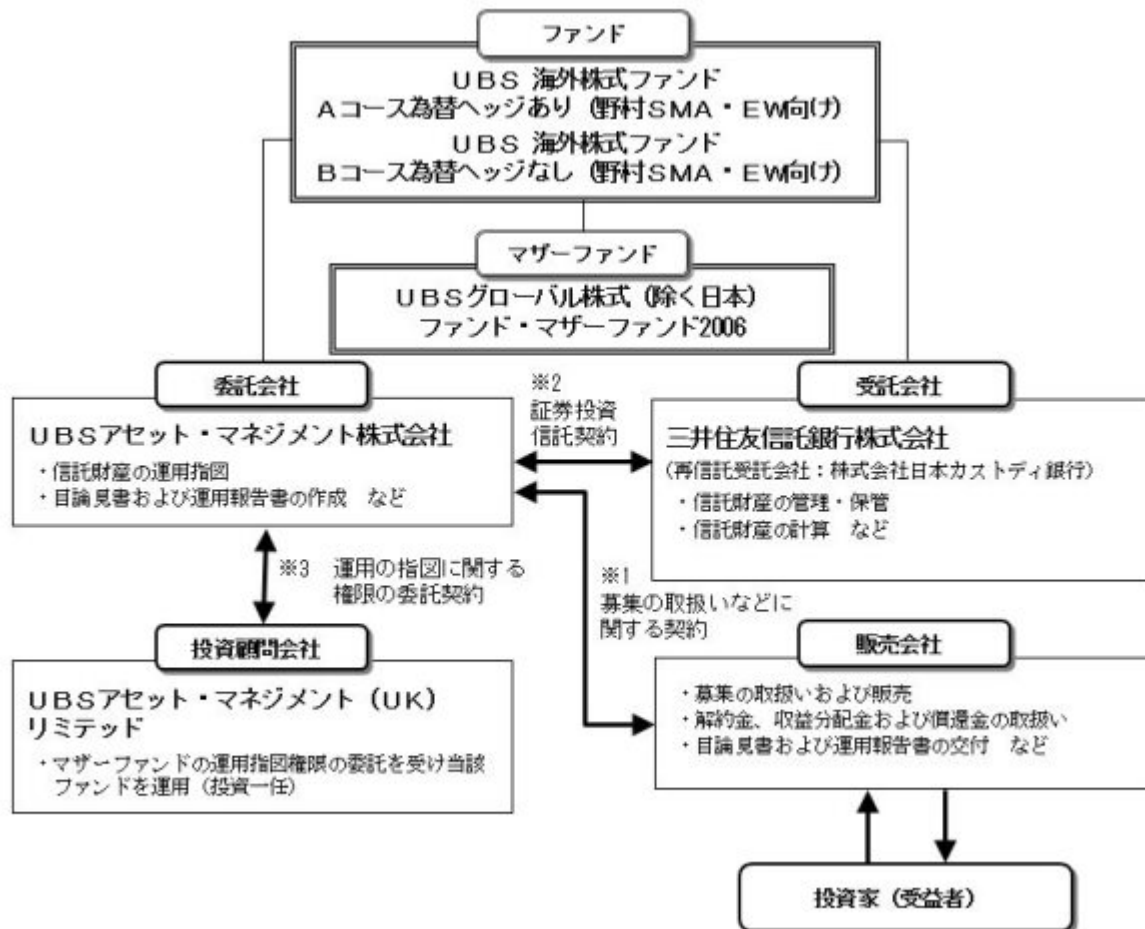 ファンド
UBS 海外株式ファンド
Aコース為替ヘッジあり (野村SMA・EW向け)
UBS 海外株式ファンド
Bコース為替ヘッジなし (野村SMA・EW向け)
マザーファンド
UBSグローバル株式 (除く日本)
ファンド・マザーファンド2006
委託会社
UBSアセット・マネジメント株式会社
・信託財産の運用指図
・目論見書および運用報告書の作成 など
※2
証券投資
信託契約
受託会社
三井住友信託銀行株式会社
(再信託受託会社：株式会社日本カストディ銀行)
・信託財産の管理・保管
・信託財産の計算 など
※3 運用の指図に関する
権限の委託契約
※1
募集の取扱いなどに
関する契約
投資顧問会社
UBSアセット・マネジメント (UK)
リミテッド
・マザーファンドの運用指図権限の委託を受け当該
ファンドを運用 (投資一任)
販売会社
・募集の取扱いおよび販売
・解約金、収益分配金および償還金の取扱い
・目論見書および運用報告書の交付 など
投資家 (受益者)